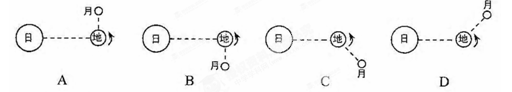 月 日 地
A
日 地 月
B
日 地 月
C
月 日 地
D